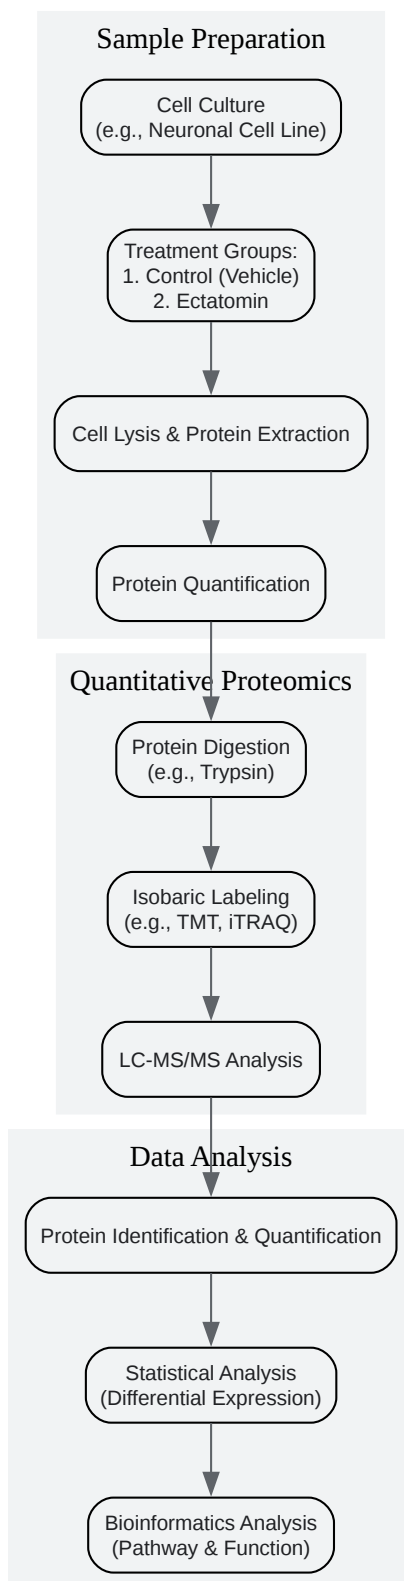 Sample Preparation
Cell Culture
(e.g., Neuronal Cell Line)
Treatment Groups:
1. Control (Vehicle)
2. Ectatomin
Cell Lysis & Protein Extraction
Protein Quantification
Quantitative Proteomics
Protein Digestion
(e.g., Trypsin)
Isobaric Labeling
(e.g., TMT, iTRAQ)
LC-MS/MS Analysis
Data Analysis
Protein Identification & Quantification
Statistical Analysis
(Differential Expression)
Bioinformatics Analysis
(Pathway & Function)